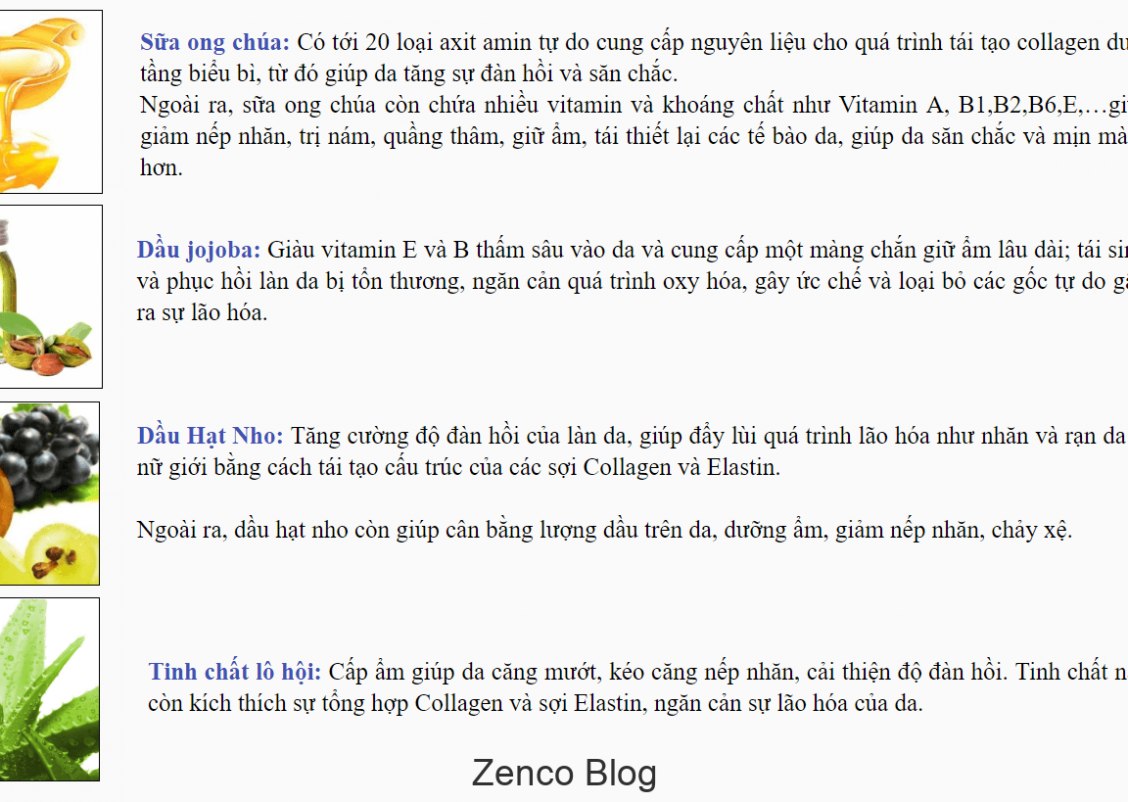 Sữa ong chúa: Có tới 20 loại axit amin tự do cung cấp nguyên liệu cho quá trình tái tạo collagen
tầng biểu bì, từ đó giúp da tăng sự đàn hồi và săn chắc.
Ngoài ra, sữa ong chúa còn chứa nhiều vitamin và khoáng chất như Vitamin A, B1,B2,B6,E,…
giảm nếp nhăn, trị nám, quầng thâm, giữ ẩm, tái thiết lại các tế bào da, giúp da săn chắc và mịn
hơn.
Dầu jojoba: Giàu vitamin E và B thấm sâu vào da và cung cấp một màng chắn giữ ẩm lâu dài; tái
và phục hồi làn da bị tổn thương, ngăn cản quá trình oxy hóa, gây ức chế và loại bỏ các gốc tự do
ra sự lão hóa.
Dầu Hạt Nho: Tăng cường độ đàn hồi của làn da, giúp đẩy lùi quá trình lão hóa như nhăn và rạn da
nữ giới bằng cách tái tạo cấu trúc của các sợi Collagen và Elastin.
Ngoài ra, dầu hạt nho còn giúp cân bằng lượng dầu trên da, dưỡng ẩm, giảm nếp nhăn, chảy xệ.
Tinh chất lô hội: Cấp ẩm giúp da căng mướt, kéo căng nếp nhăn, cải thiện độ đàn hồi. Tinh chất
còn kích thích sự tổng hợp Collagen và sợi Elastin, ngăn cản sự lão hóa của da.
Zenco Blog